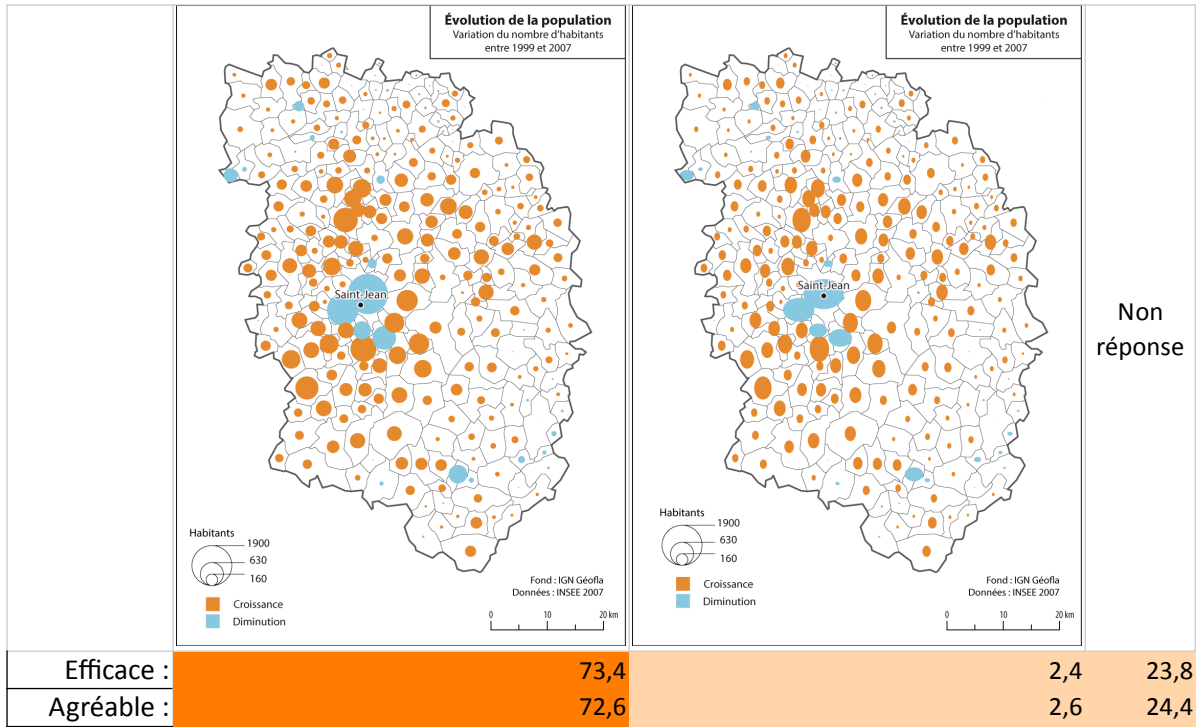 Évolution de la population
Variation du nombre d'habitants
entre 1999 et 2007
Saint-Jean
Habitants
1900
630
160
Croissance
Diminution
Fond : IGN Géofla
Données : INSEE 2007
0 10 20 km
Évolution de la population
Variation du nombre d'habitants
entre 1999 et 2007
Saint-Jean
Habitants
1900
630
160
Croissance
Diminution
Fond : IGN Géofla
Données : INSEE 2007
0 10 20 km
Non
réponse
Efficace : 73,4 2,4 23,8
Agréable : 72,6 2,6 24,4